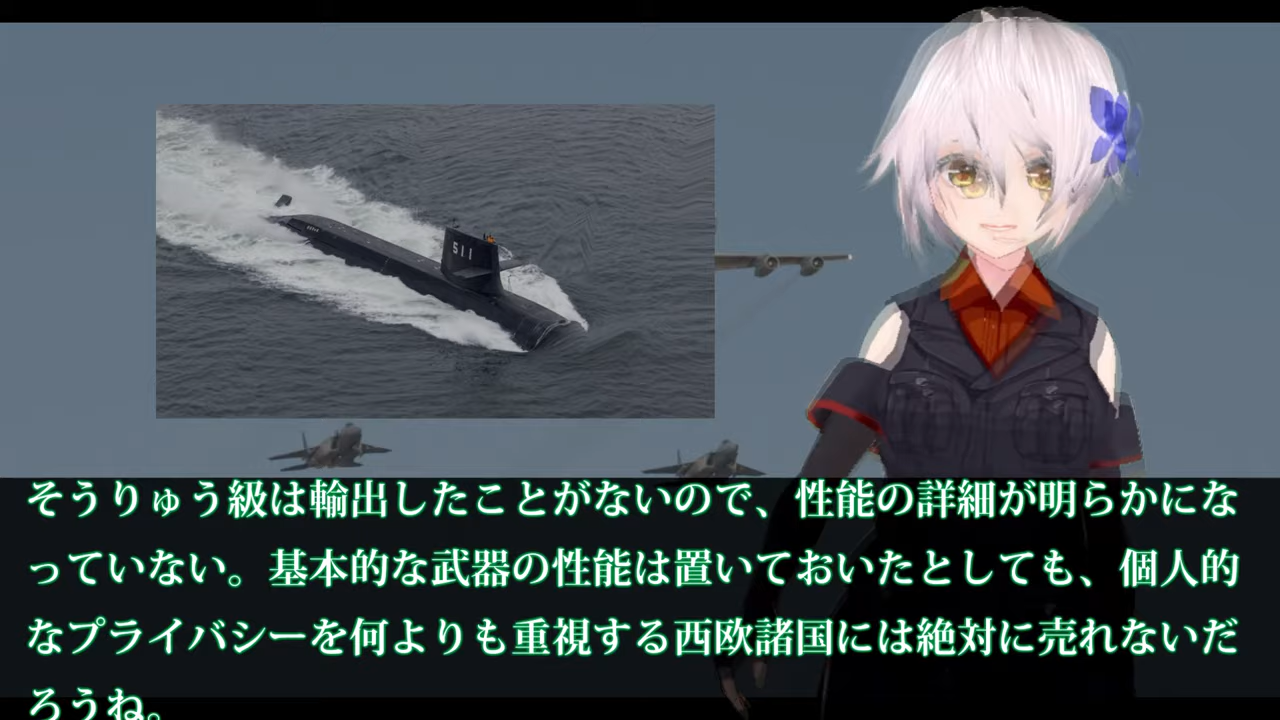 511
そうりゅう級は輸出したことがないので、性能の詳細が明らかにな
っていない。基本的な武器の性能は置いておいたとしても、個人的
なプライバシーを何よりも重視する西欧諸国には絶対に売れないだ
ろうね。